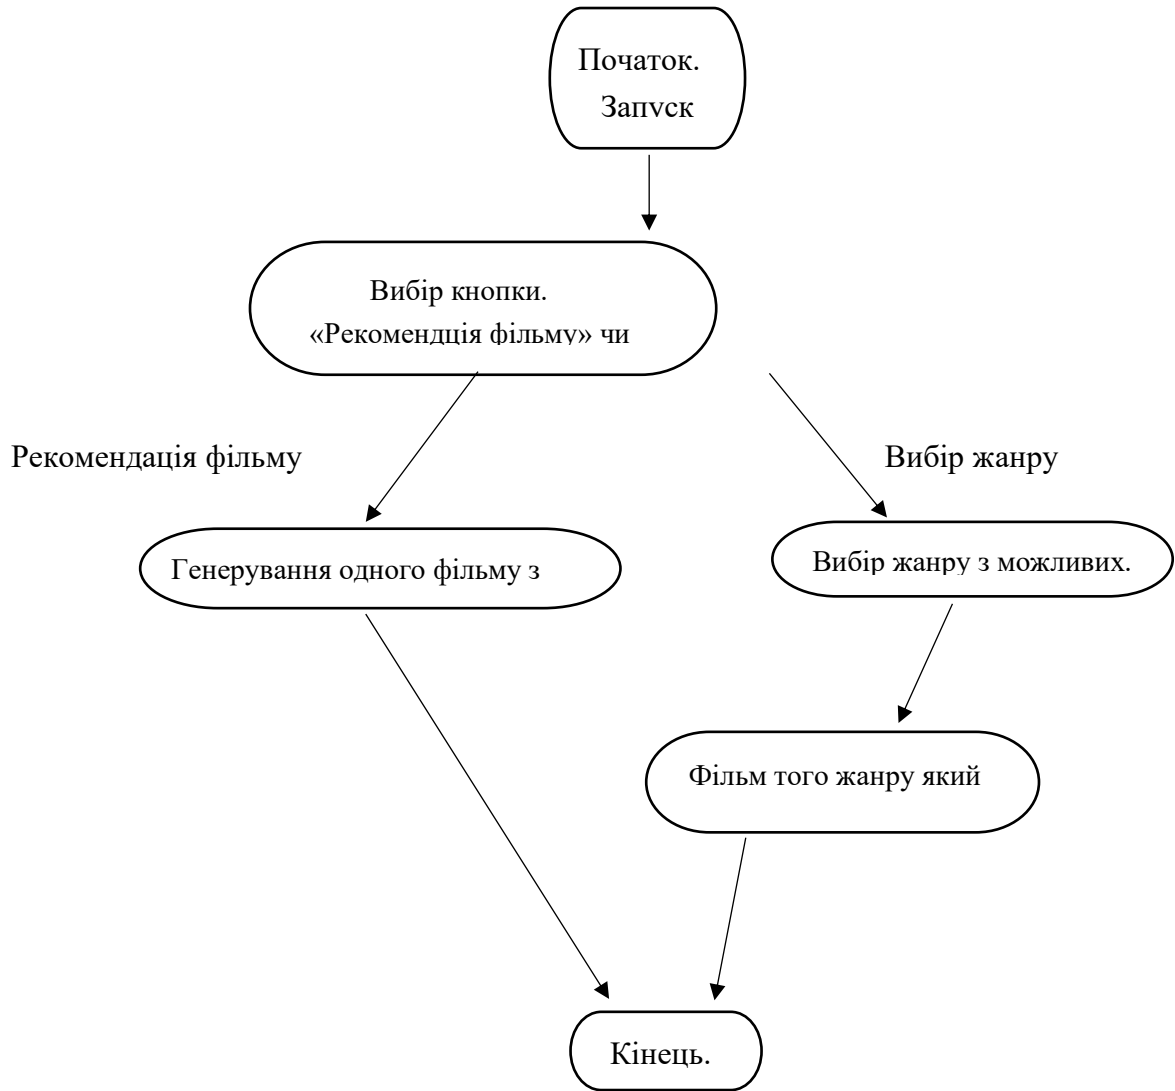 Початок.
Запуск
Вибір кнопки.
«Рекомендція фільму» чи
Рекомендація фільму
Вибір жанру
Генерування одного фільму з
Вибір жанру з можливих.
Фільм того жанру який
Кінець.